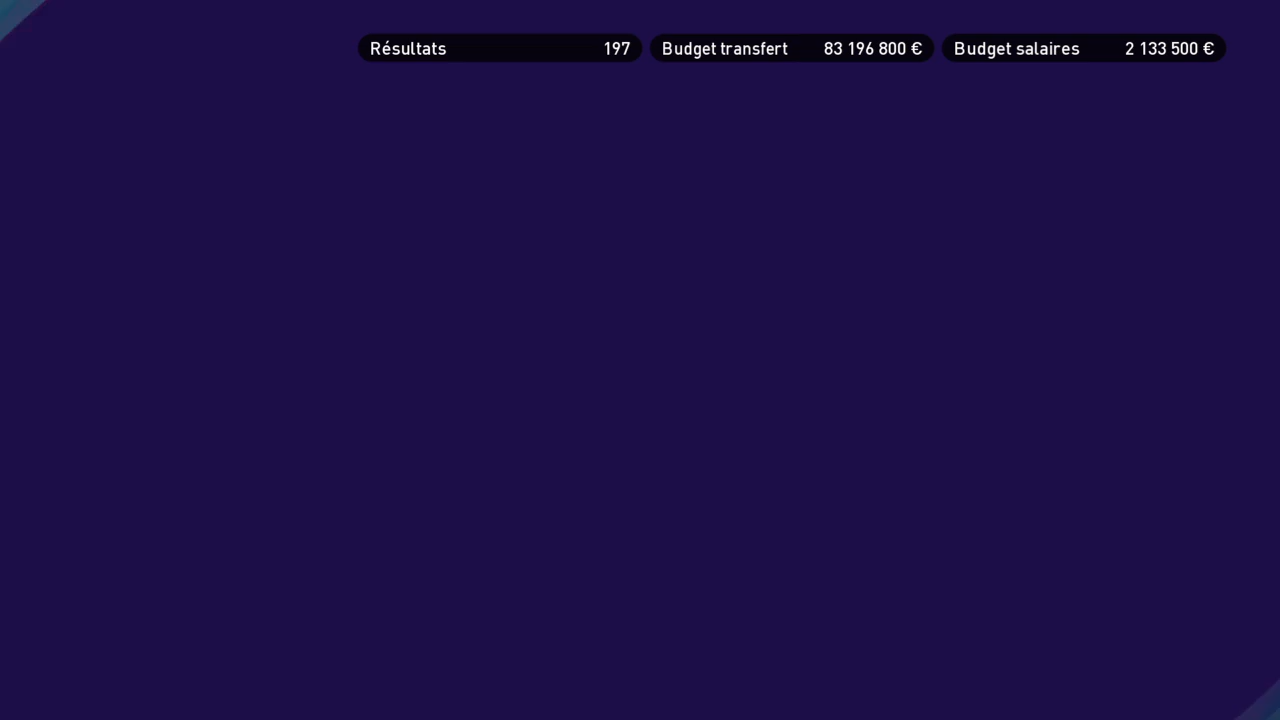 Résultats 197 Budget transfert 83 196 800 € Budget salaires 2 133 500 €